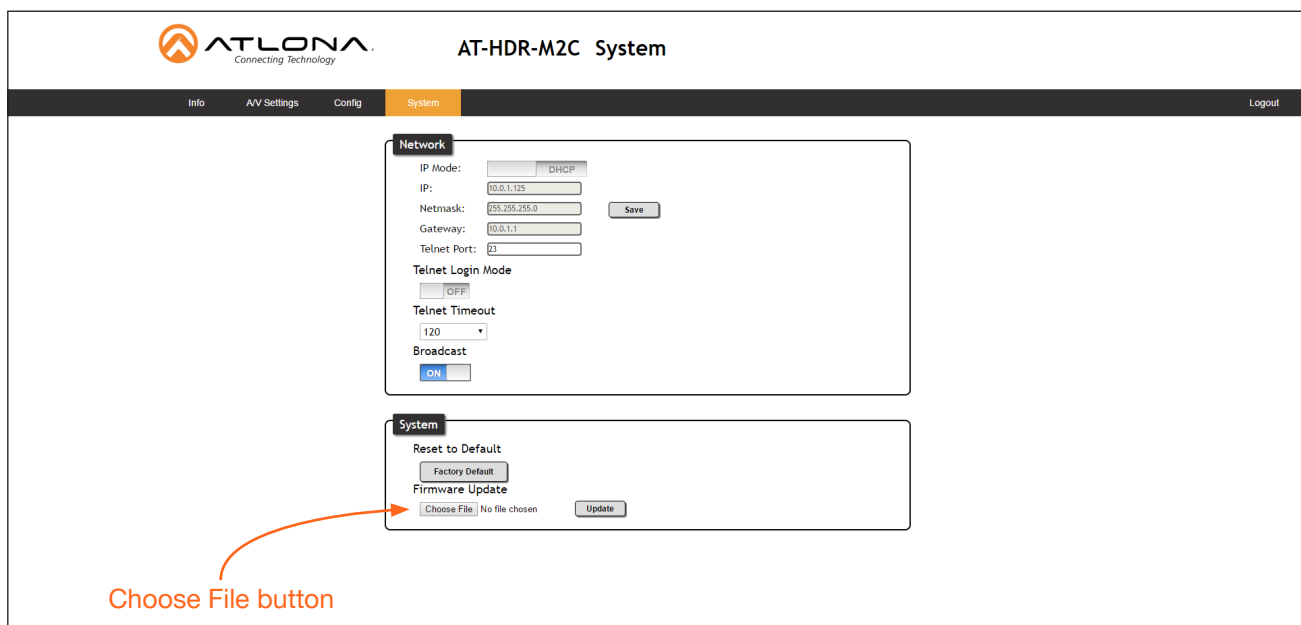 ATLONA.
Connecting Technology
AT-HDR-M2C System
Info A/V Settings Config System Logout
Network
IP Mode: DHCP
IP: 10.0.1.125
Netmask: 255.255.255.0 Save
Gateway: 10.0.1.1
Telnet Port: 23
Telnet Login Mode
OFF
Telnet Timeout
120
Broadcast
ON
System
Reset to Default
Factory Default
Firmware Update
Choose File No file chosen Update
Choose File button